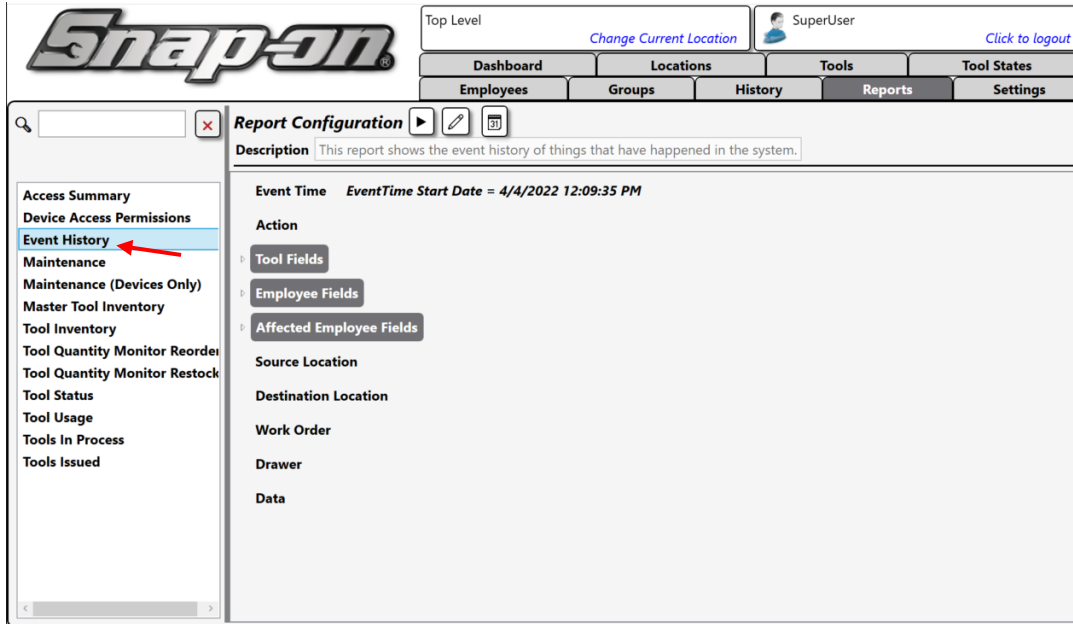 Snap-on®
Top Level
Change Current Location
SuperUser
Click to logout
Dashboard
Locations
Tools
Tool States
Employees
Groups
History
Reports
Settings
Report Configuration
31
Description
This report shows the event history of things that have happened in the system.
Access Summary
Device Access Permissions
Event History
Maintenance
Maintenance (Devices Only)
Master Tool Inventory
Tool Inventory
Tool Quantity Monitor Reorder
Tool Quantity Monitor Restock
Tool Status
Tool Usage
Tools In Process
Tools Issued
Event Time EventTime Start Date = 4/4/2022 12:09:35 PM
Action
Tool Fields
Employee Fields
Affected Employee Fields
Source Location
Destination Location
Work Order
Drawer
Data